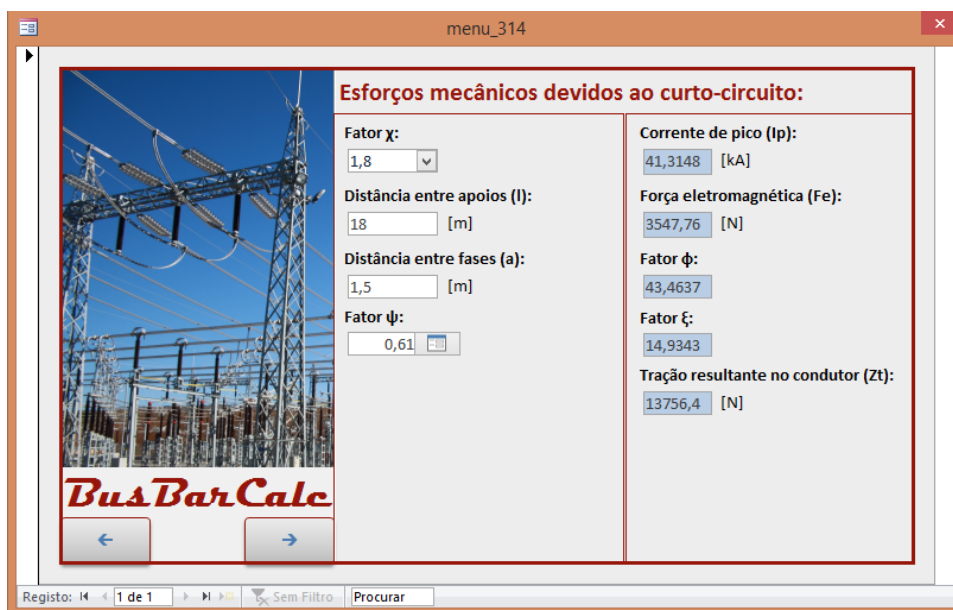 menu_314
Esforços mecânicos devidos ao curto-circuito:
Fator χ:
1,8
Distância entre apoios (l):
18 [m]
Distância entre fases (a):
1,5 [m]
Fator ψ:
0,61
Corrente de pico (Ip):
41,3148 [kA]
Força eletromagnética (Fe):
3547,76 [N]
Fator ϕ:
43,4637
Fator ξ:
14,9343
Tração resultante no condutor (Zt):
13756,4 [N]
BusBarCalc
Registo: 1 de 1 Sem Filtro Procurar